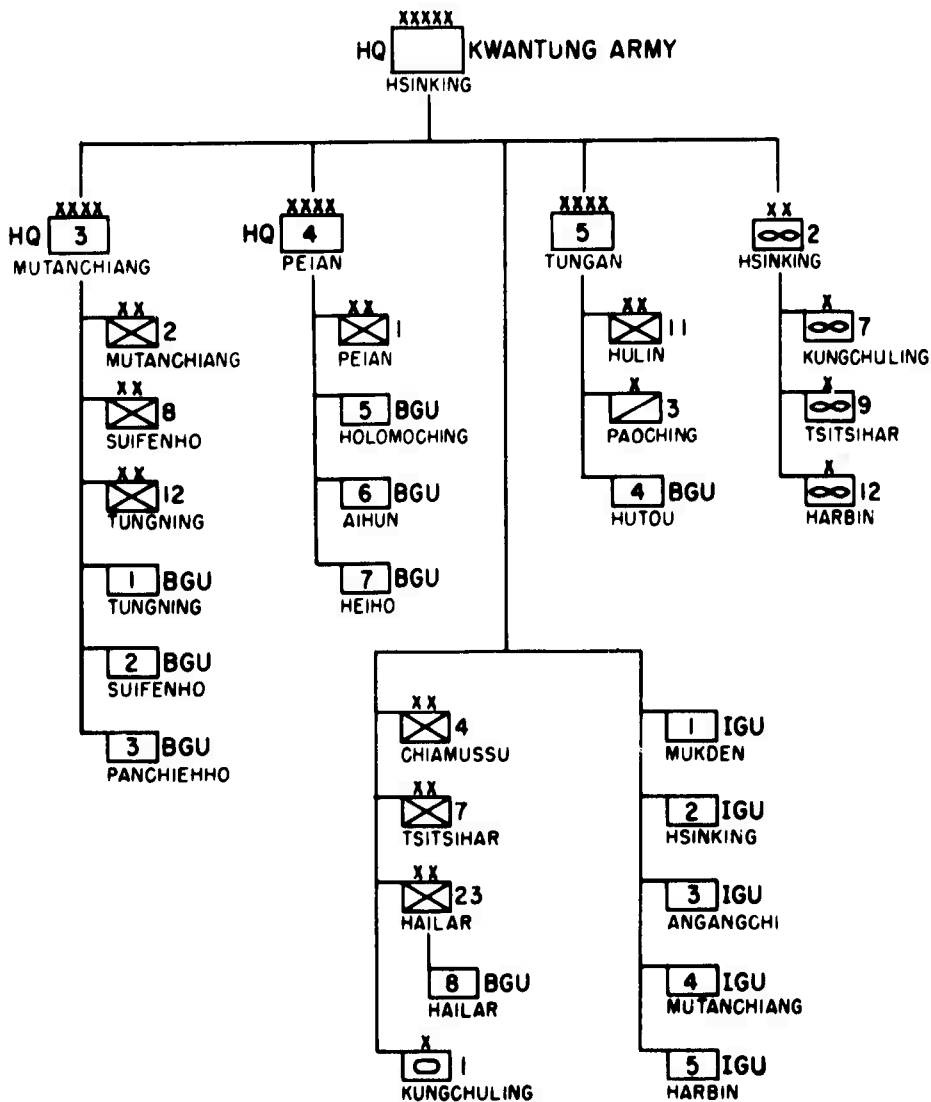 XXXXX
HQ KWANTUNG ARMY
HSINKING
XXXX
HQ 3
MUTANCHIANG
XX
2
MUTANCHIANG
XX
8
SUIFENHO
XX
12
TUNGNING
1 BGU
TUNGNING
2 BGU
SUIFENHO
3 BGU
PANCHIEHHO
XXXX
HQ 4
PEIAN
XX
1
PEIAN
5 BGU
HOLOMOCHING
6 BGU
AIHUN
7 BGU
HEIHO
XXXX
5
TUNGAN
XX
11
HULIN
X
3
PAOCHING
4 BGU
HUTOU
XX
2
HSINKING
X
7
KUNGCHULING
X
9
TSITSIHAR
X
12
HARBIN
XX
4
CHIAMUSSU
XX
7
TSITSIHAR
XX
23
HAILAR
8 BGU
HAILAR
X
1
KUNGCHULING
1 IGU
MUKDEN
2 IGU
HSINKING
3 IGU
ANGANGCHI
4 IGU
MUTANCHIANG
5 IGU
HARBIN